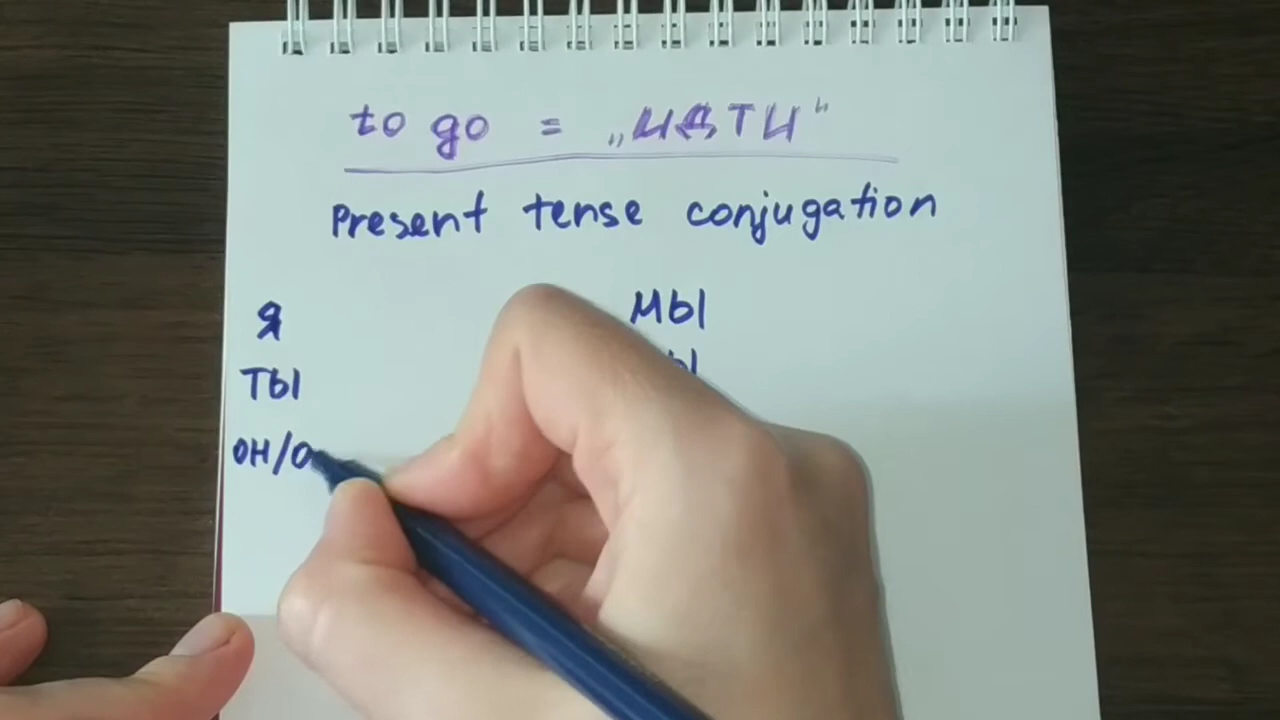 to go = „ИДТИ“
Present tense conjugation
Я
МЫ
ТЫ
ОН/О